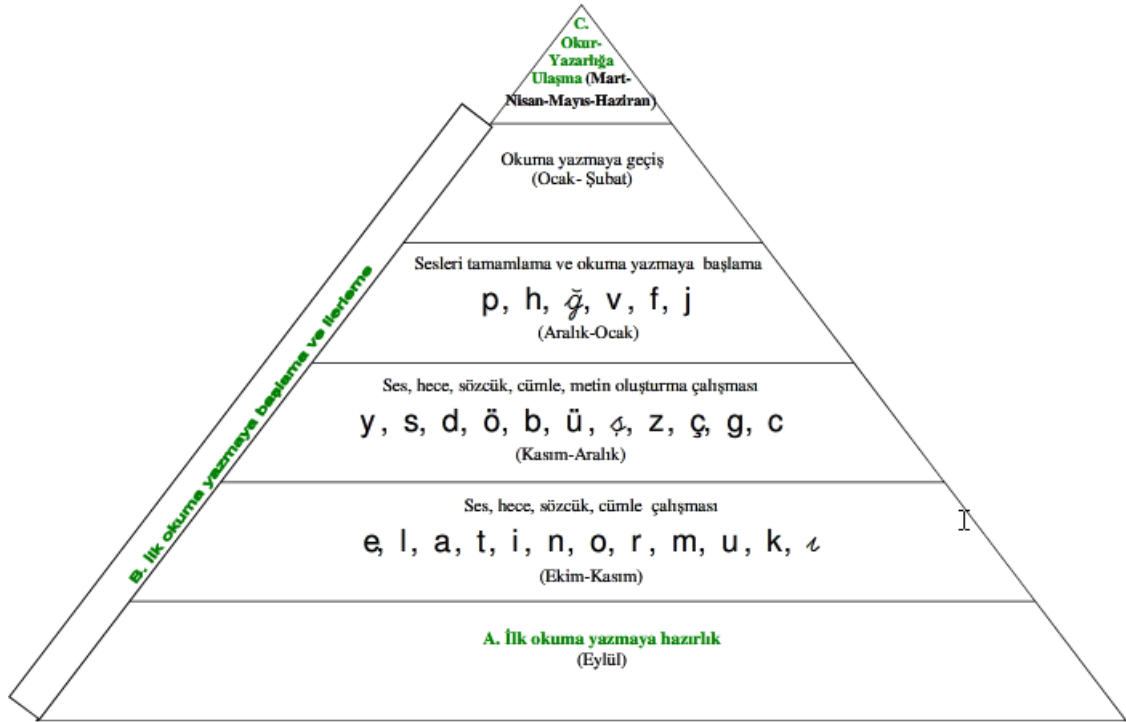 C.
Okur-
Yazarlığa
Ulaşma (Mart-
Nisan-Mayıs-Haziran)
Okuma yazmaya geçiş
(Ocak- Şubat)
Sesleri tamamlama ve okuma yazmaya başlama
p, h, ğ, v, f, j
(Aralık-Ocak)
Ses, hece, sözcük, cümle, metin oluşturma çalışması
y, s, d, ö, b, ü, ş, z, ç, g, c
(Kasım-Aralık)
Ses, hece, sözcük, cümle çalışması
e, l, a, t, i, n, o, r, m, u, k, ı
(Ekim-Kasım)
A. İlk okuma yazmaya hazırlık
(Eylül)
B. İlk okuma yazmaya başlama ve ilerleme